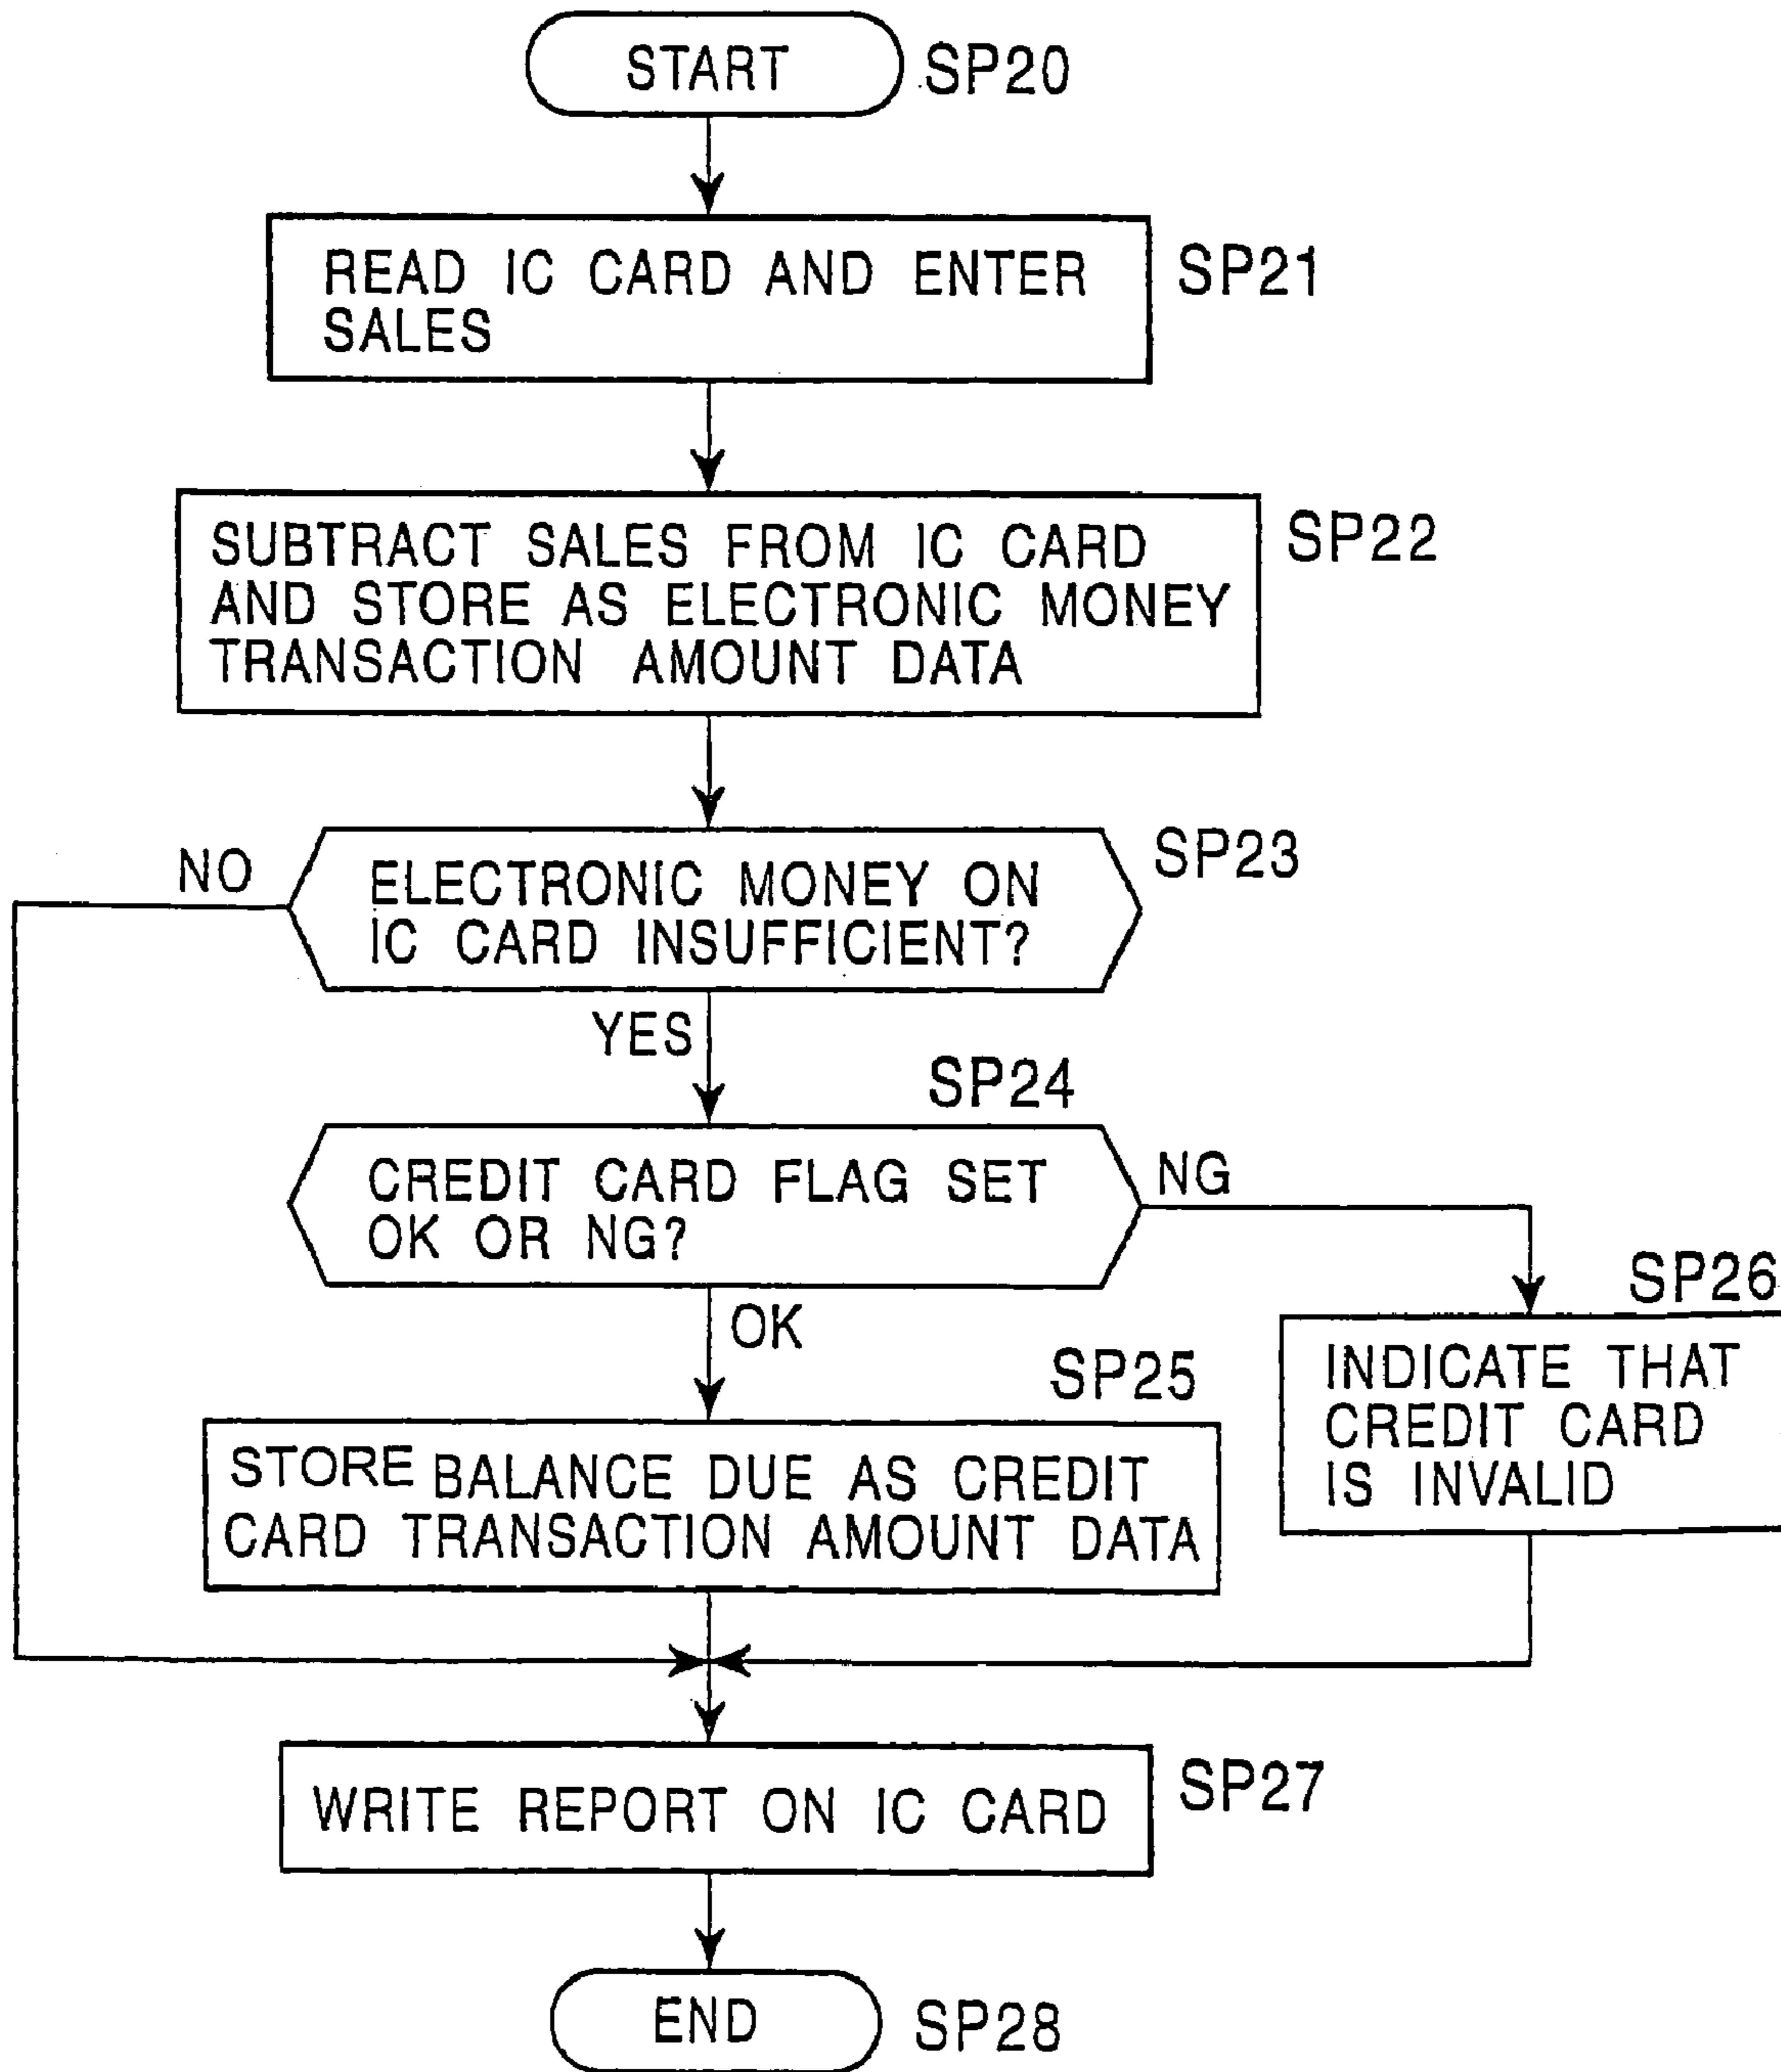 START
SP20
READ IC CARD AND ENTER
SALES
SP21
SUBTRACT SALES FROM IC CARD
AND STORE AS ELECTRONIC MONEY
TRANSACTION AMOUNT DATA
SP22
NO
ELECTRONIC MONEY ON
IC CARD INSUFFICIENT?
SP23
YES
SP24
CREDIT CARD FLAG SET
OK OR NG?
NG
OK
SP25
STORE BALANCE DUE AS CREDIT
CARD TRANSACTION AMOUNT DATA
SP26
INDICATE THAT
CREDIT CARD
IS INVALID
WRITE REPORT ON IC CARD
SP27
END
SP28